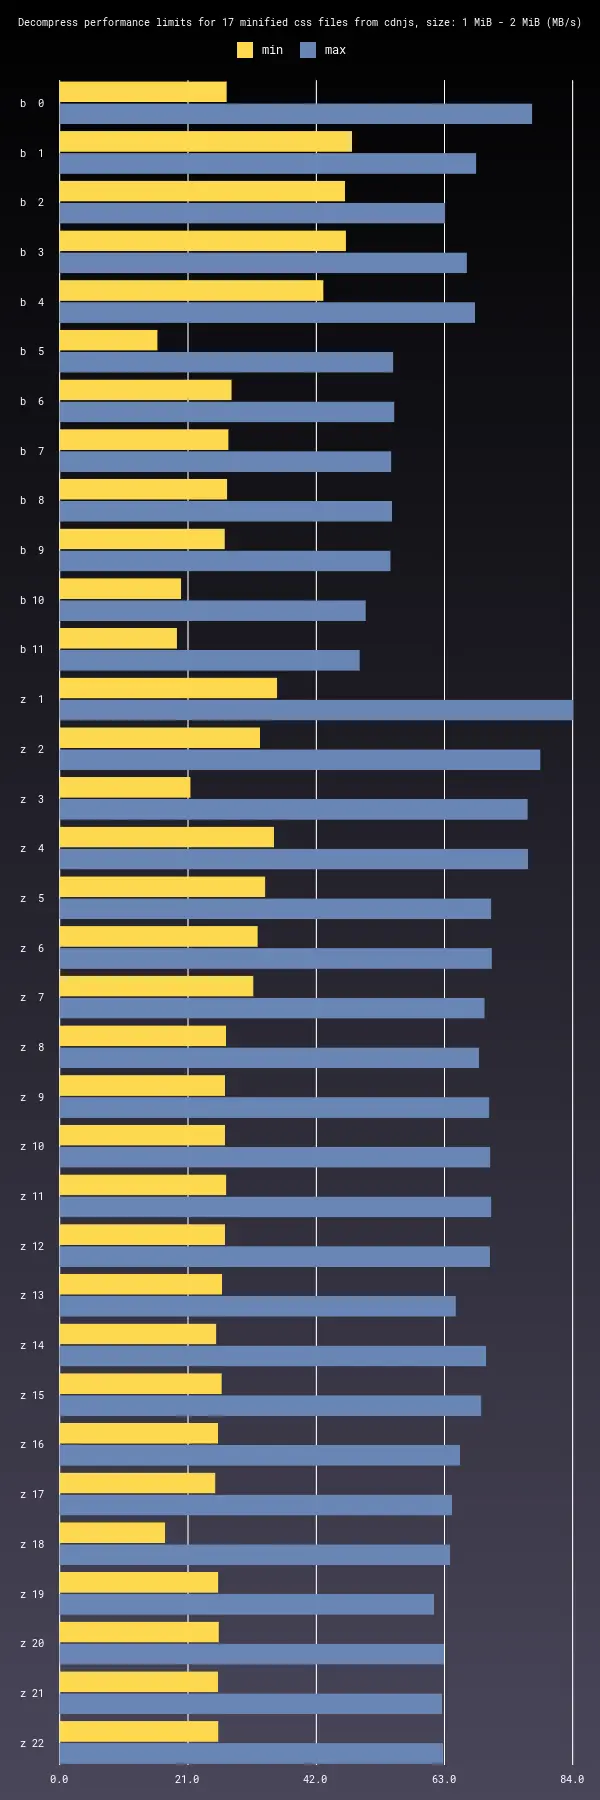 Decompress performance limits for 17 minified css files from cdnjs, size: 1 MiB - 2 MiB (MB/s)
min max
b 0
b 1
b 2
b 3
b 4
b 5
b 6
b 7
b 8
b 9
b 10
b 11
z 1
z 2
z 3
z 4
z 5
z 6
z 7
z 8
z 9
z 10
z 11
z 12
z 13
z 14
z 15
z 16
z 17
z 18
z 19
z 20
z 21
z 22
0.0 21.0 42.0 63.0 84.0